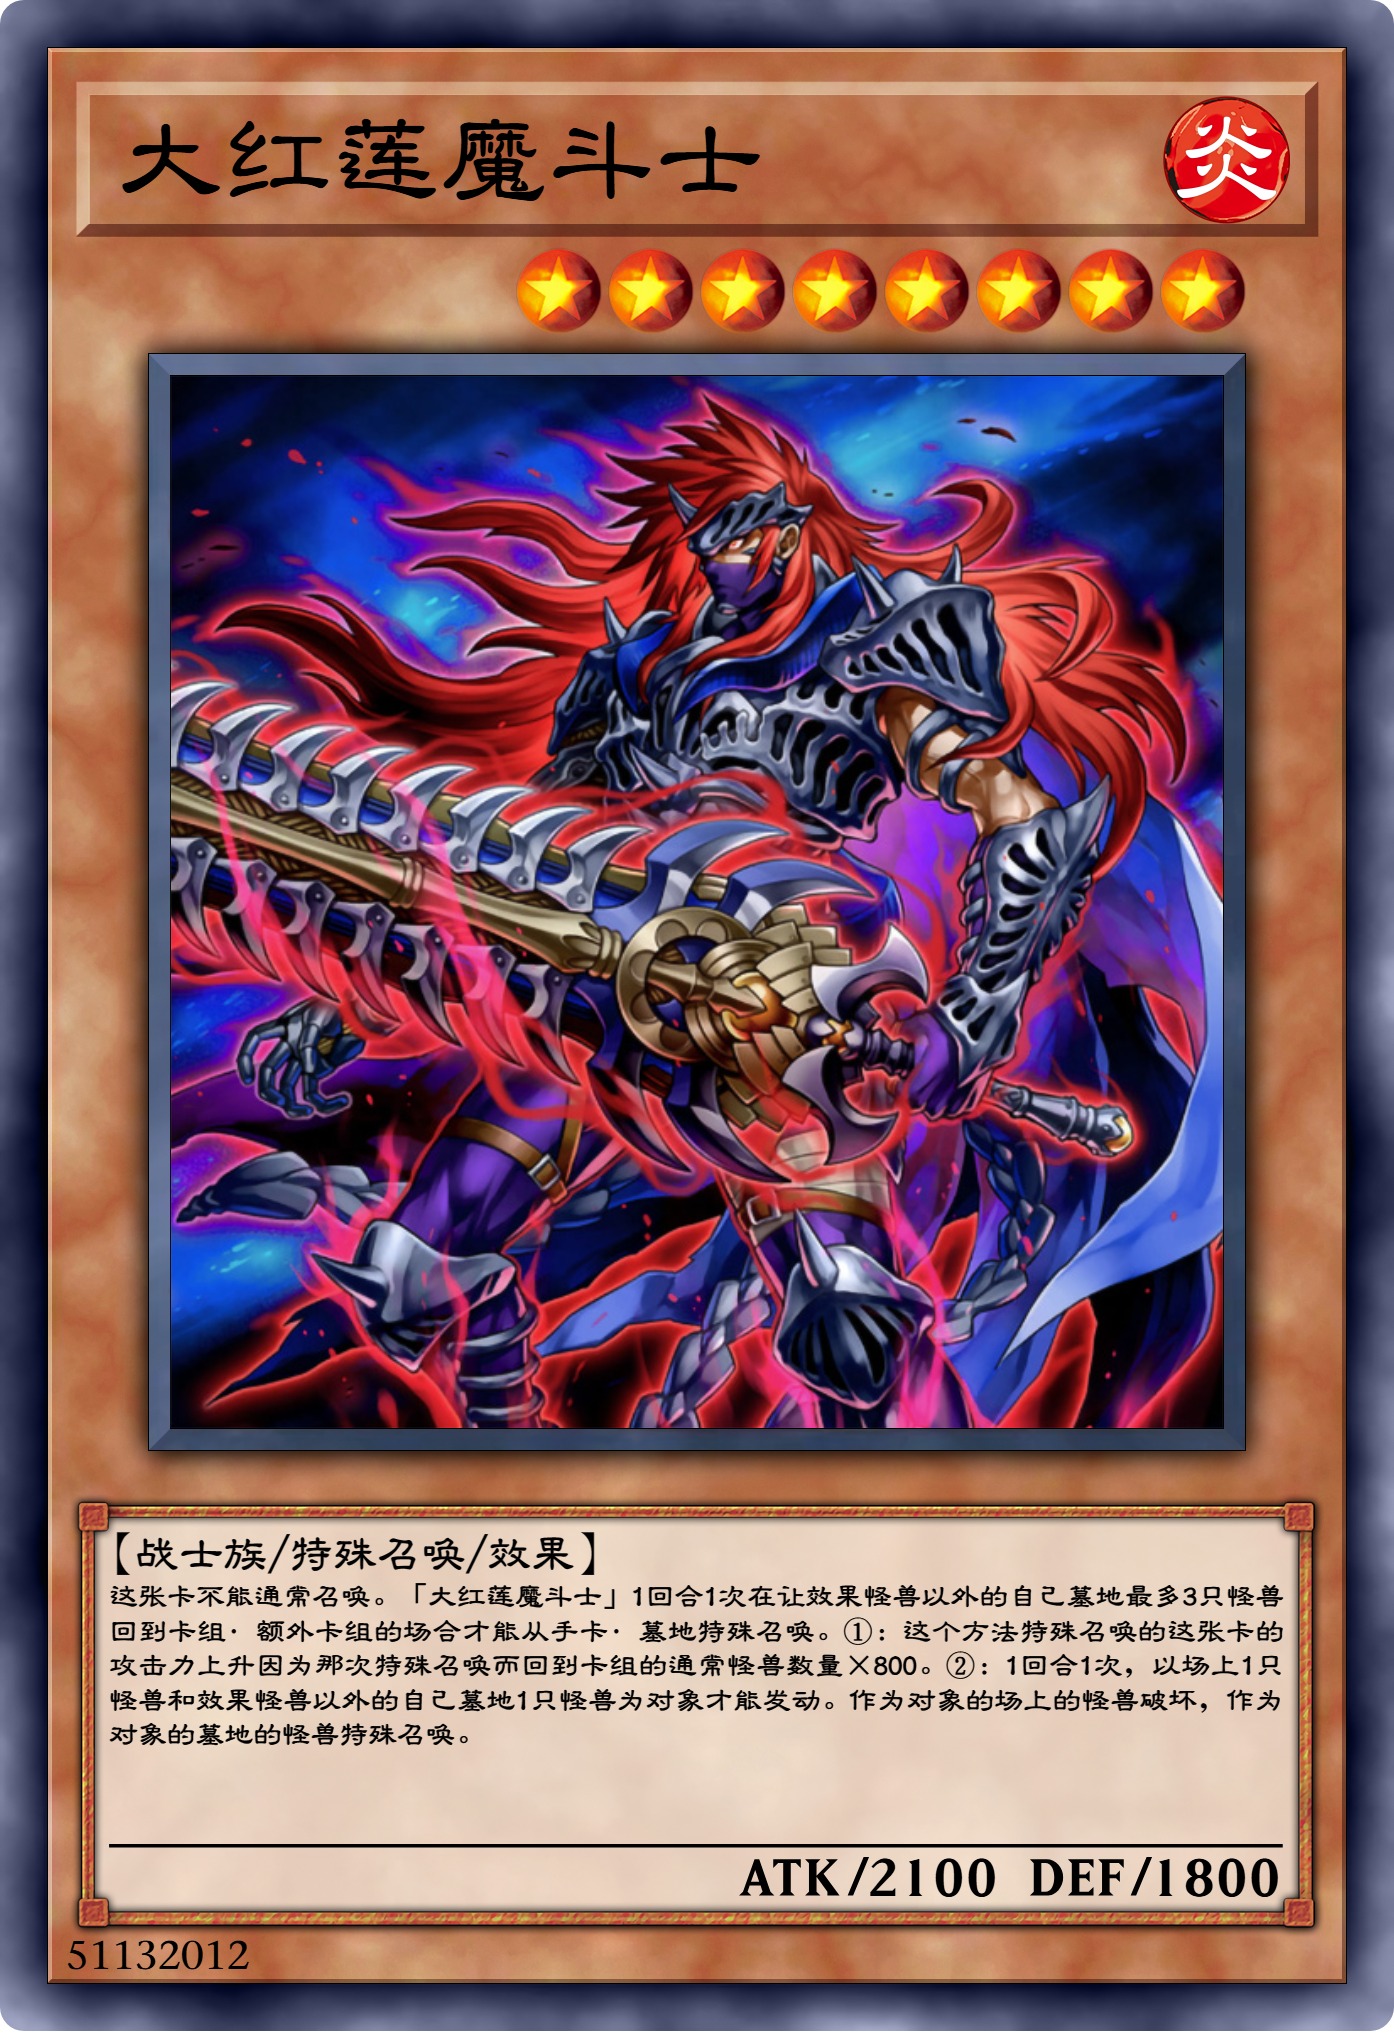 大红莲魔斗士
炎
【战士族/特殊召唤/效果】
这张卡不能通常召唤。「大红莲魔斗士」1回合1次在让效果怪兽以外的自己墓地最多3只怪兽
回到卡组·额外卡组的场合才能从手卡·墓地特殊召唤。①：这个方法特殊召唤的这张卡的
攻击力上升因为那次特殊召唤而回到卡组的通常怪兽数量×800。②：1回合1次，以场上1只
怪兽和效果怪兽以外的自己墓地1只怪兽为对象才能发动。作为对象的场上的怪兽破坏，作为
对象的墓地的怪兽特殊召唤。
ATK/2100 DEF/1800
51132012